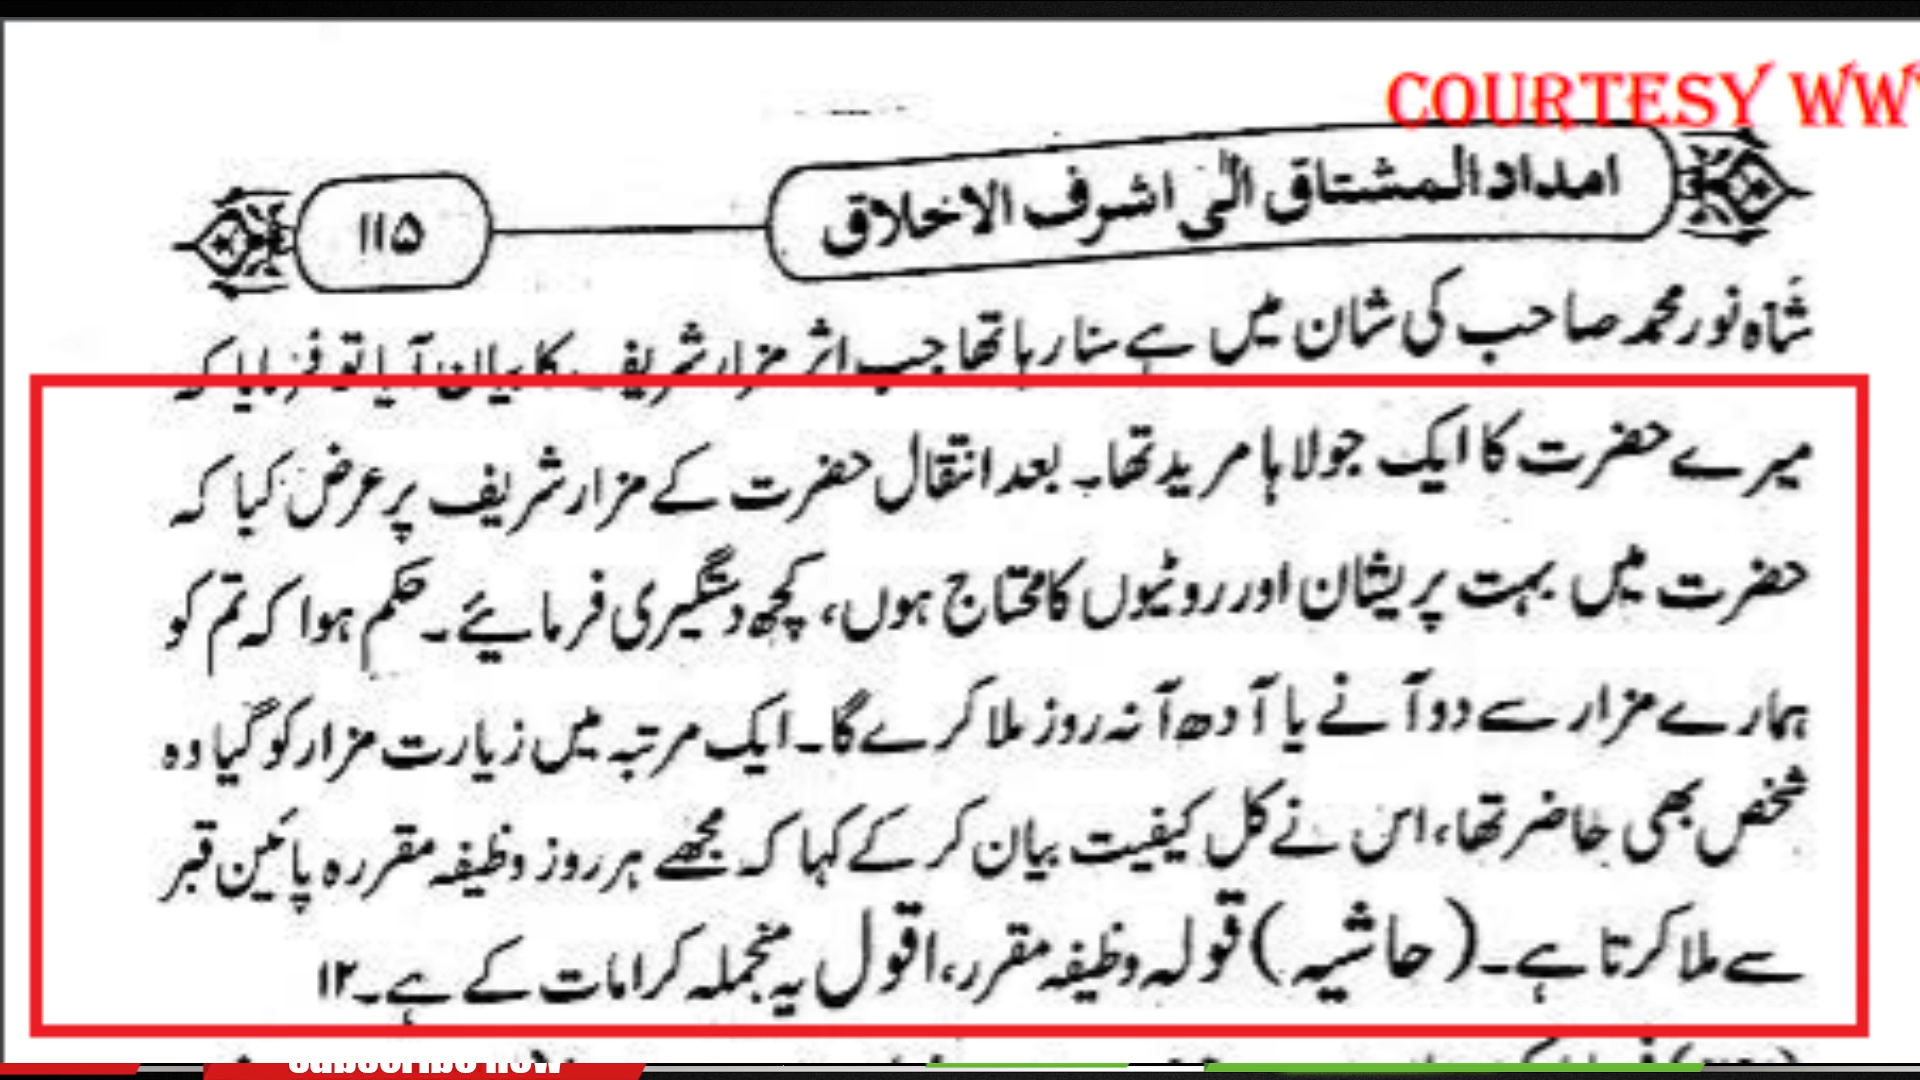 COURTESY WW
امداد المشتاق الٰی اشرف الاخلاق
۱۱۵
شاہ نور محمد صاحب کی شان میں ہے سنا رہا تھا جب اثر مزار شریف کا بیان آیا تو فرمایا کہ
میرے حضرت کا ایک جولاہا مرید تھا۔ بعد انتقال حضرت کے مزار شریف پر عرض کیا کہ
حضرت میں بہت پریشان اور روٹیوں کا محتاج ہوں، کچھ دستگیری فرمائیے۔ حکم ہوا کہ تم کو
ہمارے مزار سے دو آنے یا آدھ آنہ روز ملا کرے گا۔ ایک مرتبہ میں زیارت مزار کو گیا وہ
شخص بھی حاضر تھا، اس نے کل کیفیت بیان کر کے کہا کہ مجھے ہر روز وظیفہ مقررہ پائین قبر
سے ملا کرتا ہے۔ (حاشیہ) قولہ وظیفہ مقرر، اقول یہ منجملہ کرامات کے ہے۔ ۱۲
Subscribe now